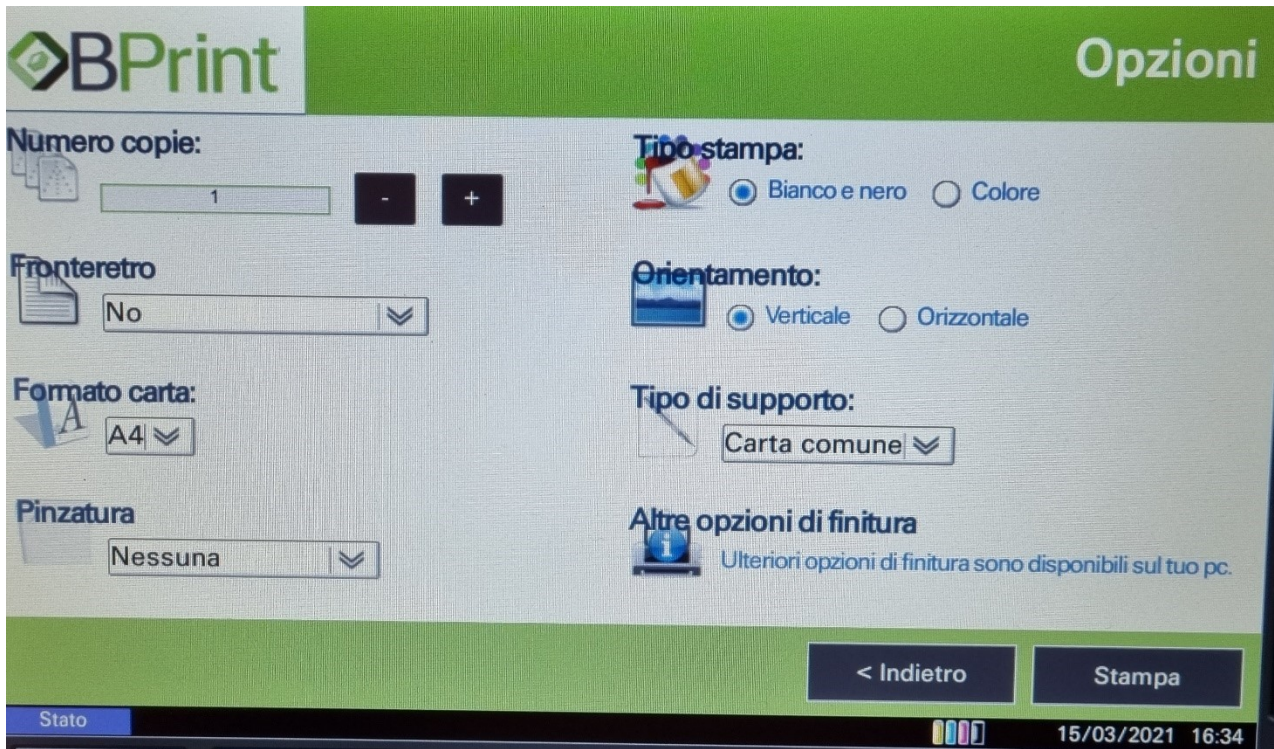 BPrint
Opzioni
Numero copie:
1
-
+
Fronteretro
No
Formato carta:
A
A4
Pinzatura
Nessuna
Tipo stampa:
Bianco e nero
Colore
Orientamento:
Verticale
Orizzontale
Tipo di supporto:
Carta comune
Altre opzioni di finitura
i
Ulteriori opzioni di finitura sono disponibili sul tuo pc.
< Indietro
Stampa
Stato
15/03/2021 16:34